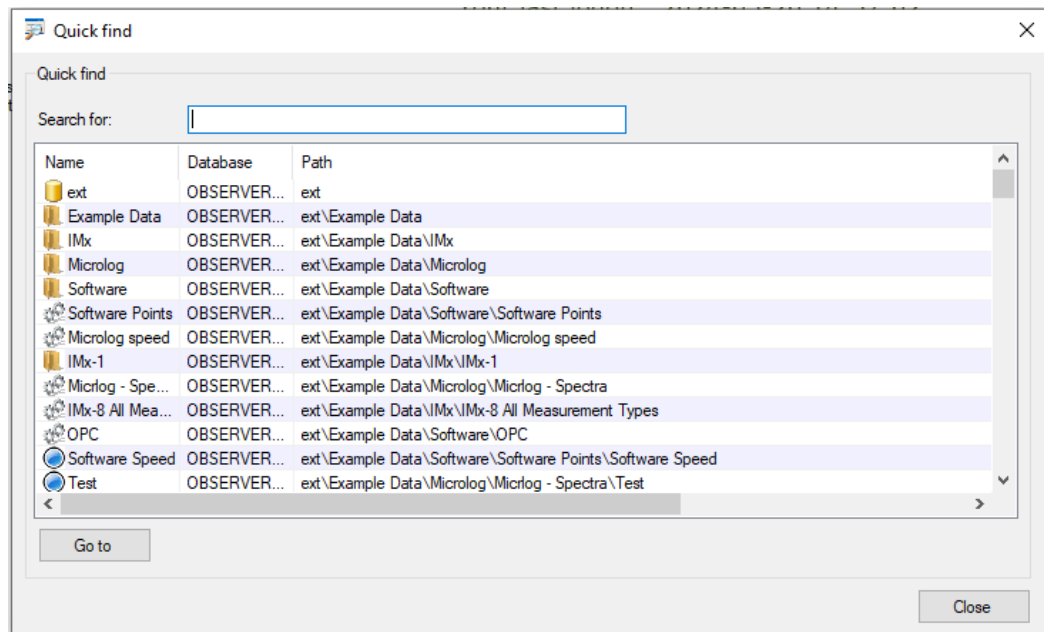 Quick find
Quick find
Search for:
Name Database Path
ext OBSERVER... ext
Example Data OBSERVER... ext\Example Data
IMx OBSERVER... ext\Example Data\IMx
Microlog OBSERVER... ext\Example Data\Microlog
Software OBSERVER... ext\Example Data\Software
Software Points OBSERVER... ext\Example Data\Software\Software Points
Microlog speed OBSERVER... ext\Example Data\Microlog\Microlog speed
IMx-1 OBSERVER... ext\Example Data\IMx\IMx-1
Micrlog - Spe... OBSERVER... ext\Example Data\Microlog\Micrlog - Spectra
IMx-8 All Mea... OBSERVER... ext\Example Data\IMx\IMx-8 All Measurement Types
OPC OBSERVER... ext\Example Data\Software\OPC
Software Speed OBSERVER... ext\Example Data\Software\Software Points\Software Speed
Test OBSERVER... ext\Example Data\Microlog\Micrlog - Spectra\Test
Go to
Close